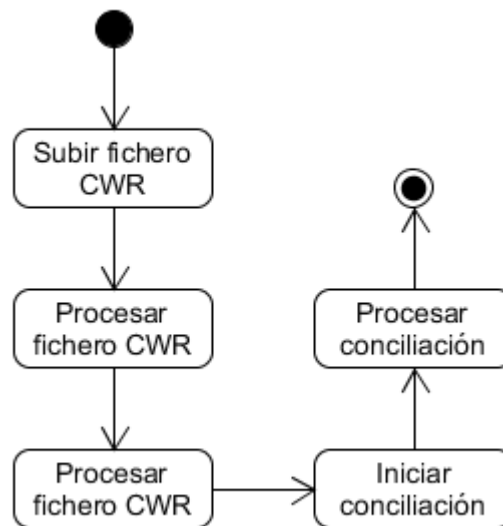 Subir fichero
CWR
Procesar
fichero CWR
Procesar
fichero CWR
Iniciar
conciliación
Procesar
conciliación